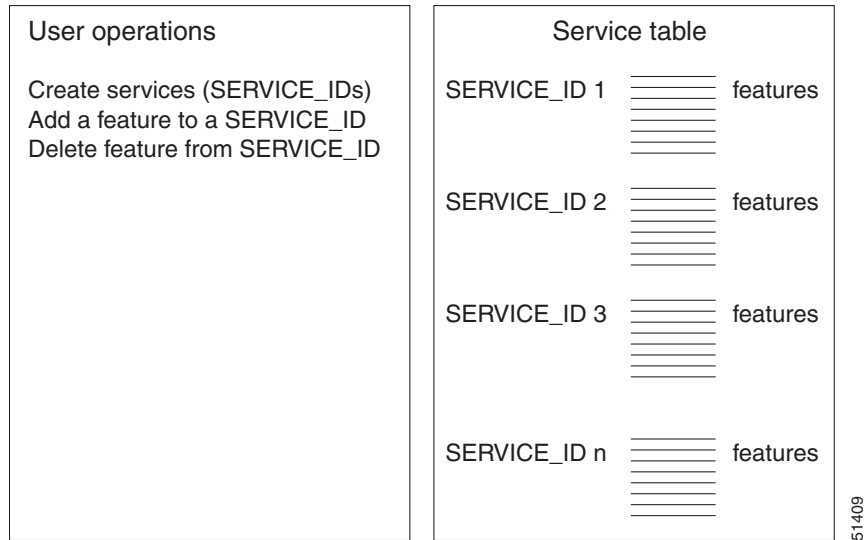 User operations
Create services (SERVICE_IDs)
Add a feature to a SERVICE_ID
Delete feature from SERVICE_ID
Service table
SERVICE_ID 1 features
SERVICE_ID 2 features
SERVICE_ID 3 features
SERVICE_ID n features
51409